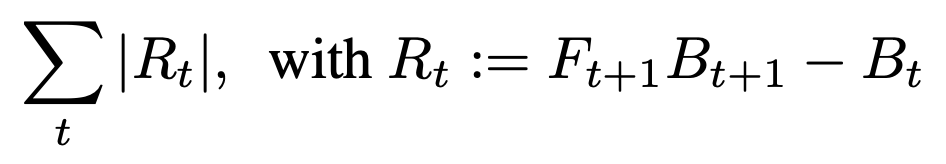 ∑_t |R_t|, with R_t := F_{t+1} B_{t+1} − B_t